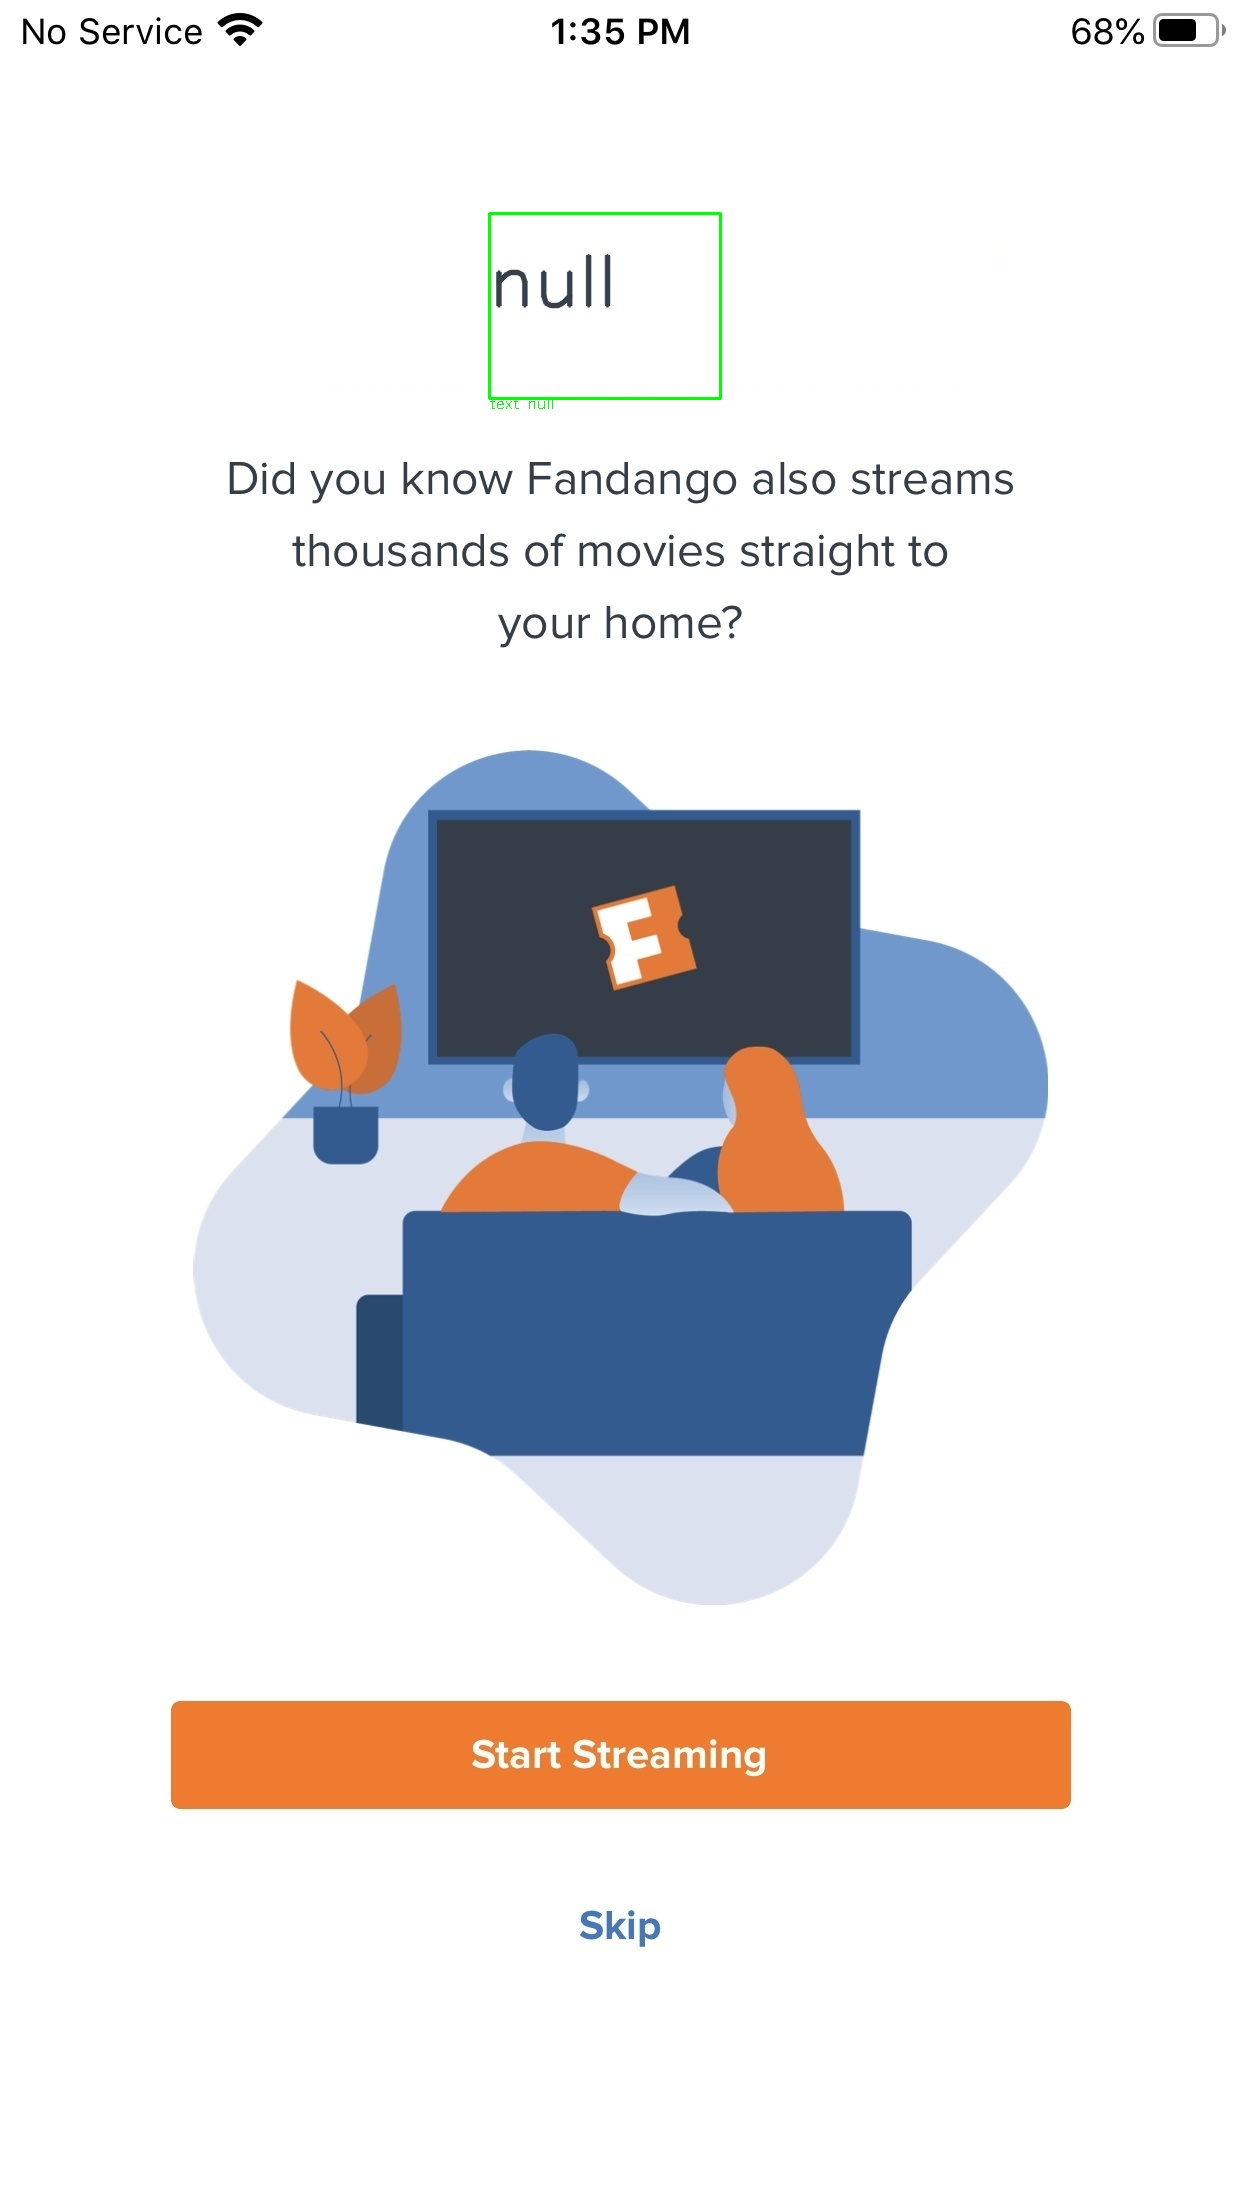 No Service
1:35 PM
68%
null
text null
Did you know Fandango also streams
thousands of movies straight to
your home?
F
Start Streaming
Skip